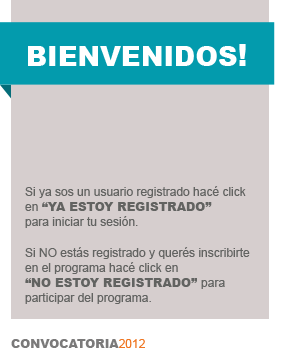 BIENVENIDOS!
Si ya sos un usuario registrado hacé click
en “YA ESTOY REGISTRADO”
para iniciar tu sesión.
Si NO estás registrado y querés inscribirte
en el programa hacé click en
“NO ESTOY REGISTRADO” para
participar del programa.
CONVOCATORIA2012